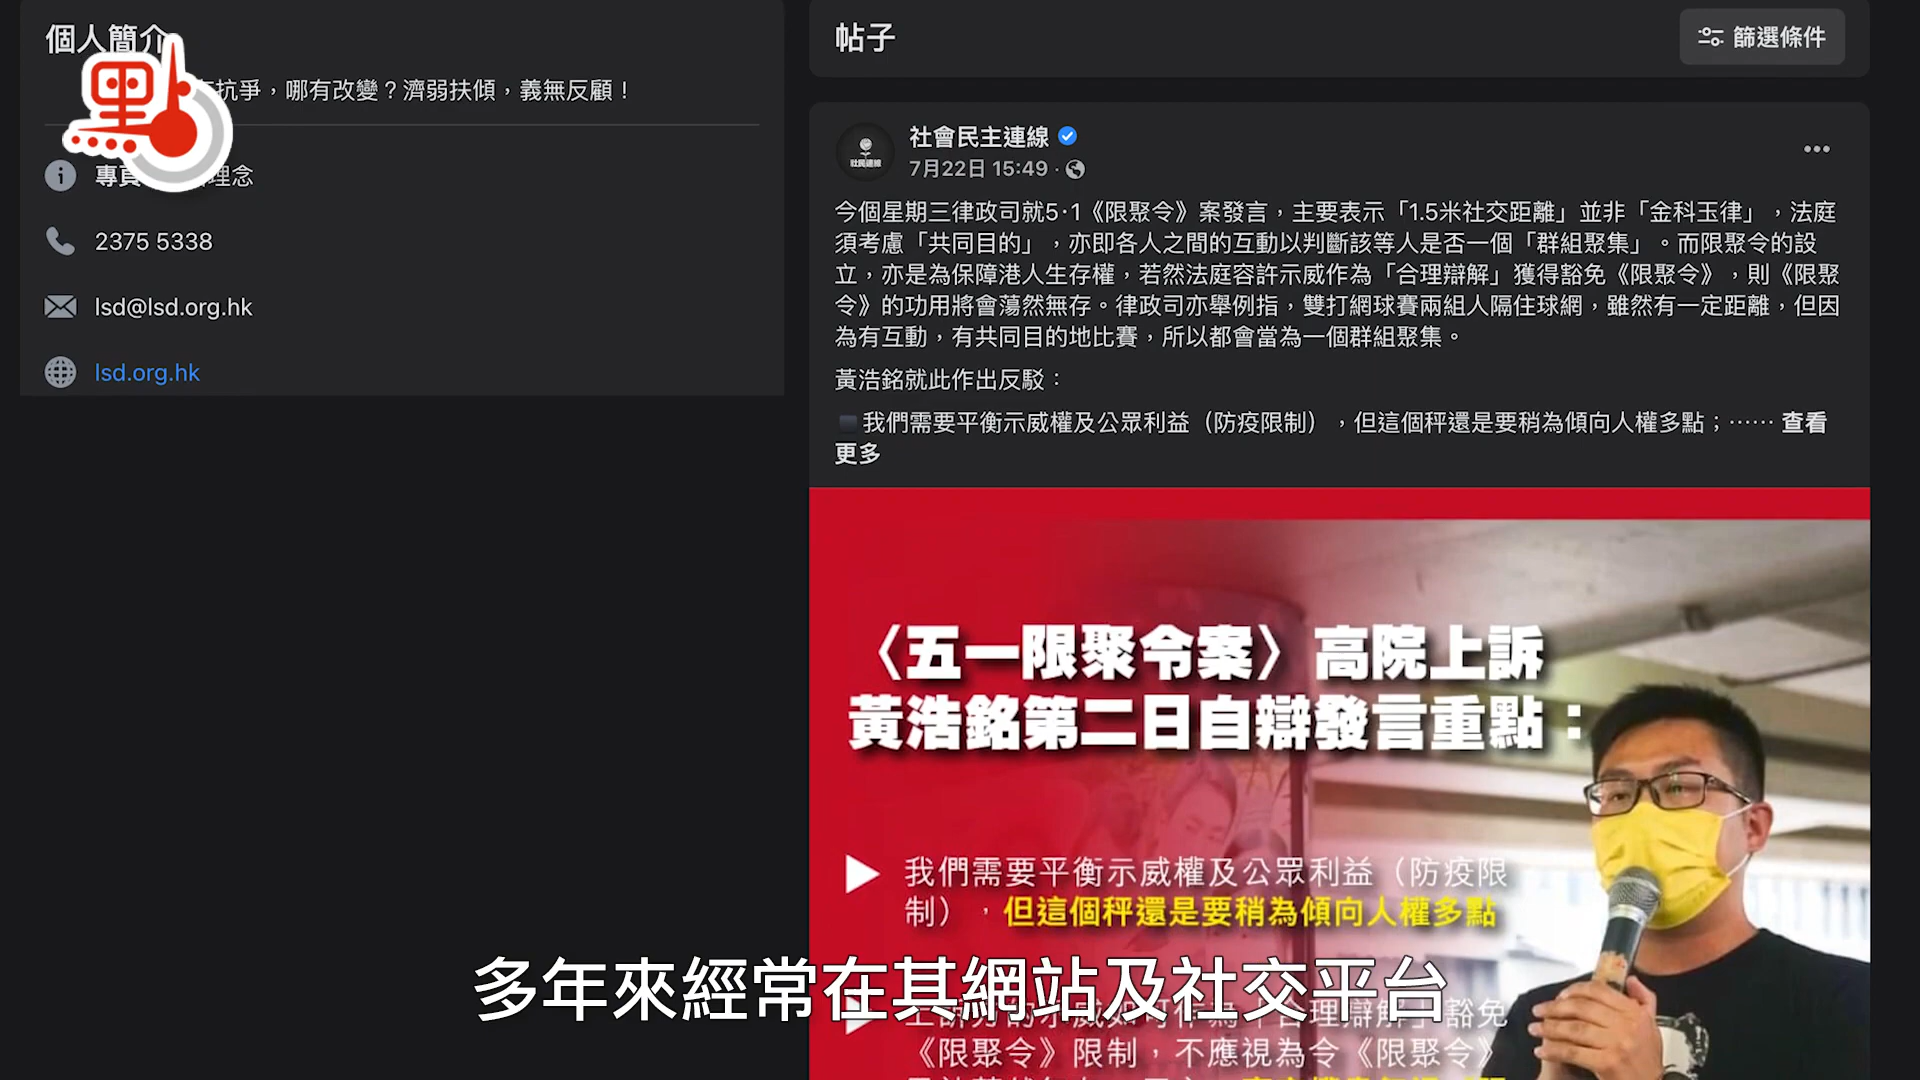 個人簡介
抗爭，哪有改變？濟弱扶傾，義無反顧！
專頁 理念
2375 5338
lsd@lsd.org.hk
lsd.org.hk
帖子
篩選條件
社會民主連線
7月22日 15:49 ·
今個星期三律政司就5·1《限聚令》案發言，主要表示「1.5米社交距離」並非「金科玉律」，法庭
須考慮「共同目的」，亦即各人之間的互動以判斷該等人是否一個「群組聚集」。而限聚令的設
立，亦是為保障港人生存權，若然法庭容許示威作為「合理辯解」獲得豁免《限聚令》，則《限聚
令》的功用將會蕩然無存。律政司亦舉例指，雙打網球賽兩組人隔住球網，雖然有一定距離，但因
為有互動，有共同目的地比賽，所以都會當為一個群組聚集。
黃浩銘就此作出反駁：
我們需要平衡示威權及公眾利益（防疫限制），但這個秤還是要稍為傾向人權多點；…… 查看
更多
〈五一限聚令案〉高院上訴
黃浩銘第二日自辯發言重點：
我們需要平衡示威權及公眾利益（防疫限
制），但這個秤還是要稍為傾向人權多點
多年來經常在其網站及社交平台
豁免
《限聚令》限制，不應視為令《限聚令》